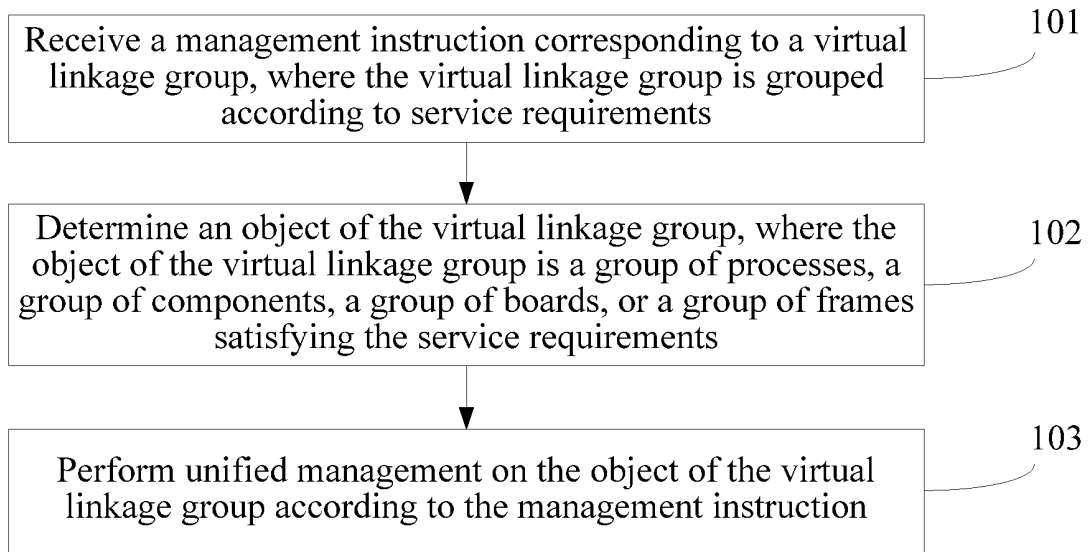 Receive a management instruction corresponding to a virtual
linkage group, where the virtual linkage group is grouped
according to service requirements
101
Determine an object of the virtual linkage group, where the
object of the virtual linkage group is a group of processes, a
group of components, a group of boards, or a group of frames
satisfying the service requirements
102
Perform unified management on the object of the virtual
linkage group according to the management instruction
103